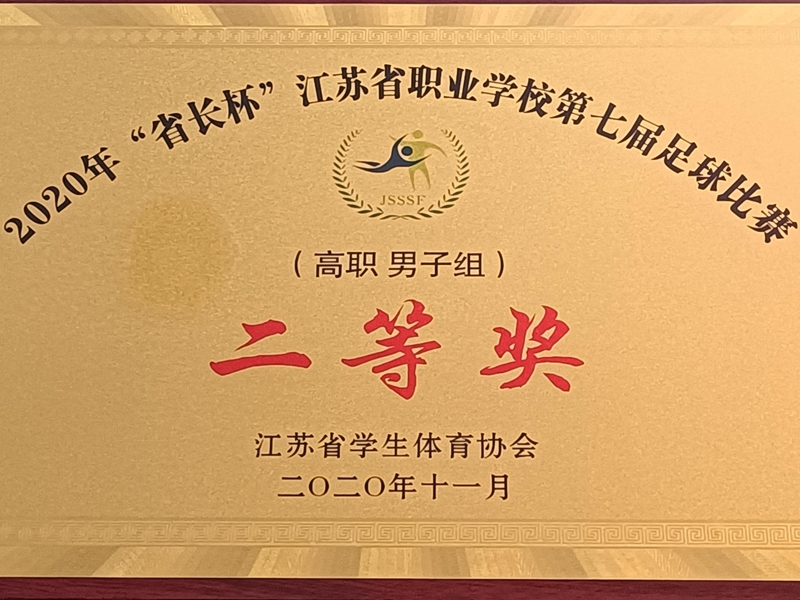 2020年“省长杯”江苏省职业学校第七届足球比赛
JSSSF
（高职 男子组）
二等奖
江苏省学生体育协会
二〇二〇年十一月